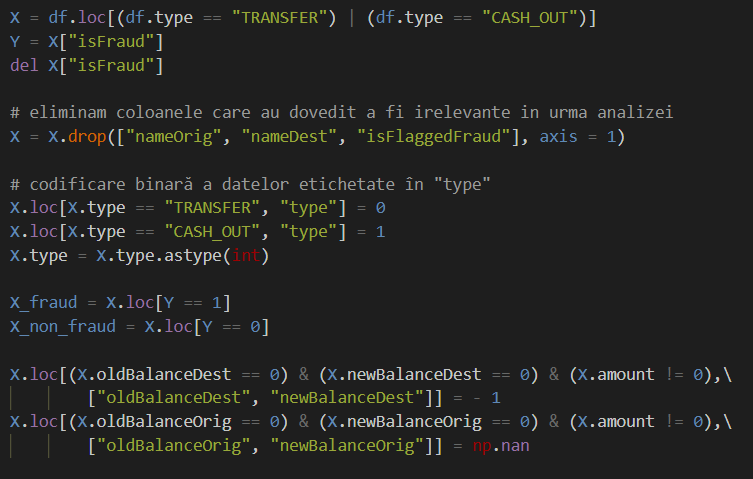 X = df.loc[(df.type == "TRANSFER") | (df.type == "CASH_OUT")]
Y = X["isFraud"]
del X["isFraud"]
# eliminam coloanele care au dovedit a fi irelevante in urma analizei
X = X.drop(["nameOrig", "nameDest", "isFlaggedFraud"], axis = 1)
# codificare binară a datelor etichetate în "type"
X.loc[X.type == "TRANSFER", "type"] = 0
X.loc[X.type == "CASH_OUT", "type"] = 1
X.type = X.type.astype(int)
X_fraud = X.loc[Y == 1]
X_non_fraud = X.loc[Y == 0]
X.loc[(X.oldBalanceDest == 0) & (X.newBalanceDest == 0) & (X.amount != 0),\
["oldBalanceDest", "newBalanceDest"]] = - 1
X.loc[(X.oldBalanceOrig == 0) & (X.newBalanceOrig == 0) & (X.amount != 0),\
["oldBalanceOrig", "newBalanceOrig"]] = np.nan